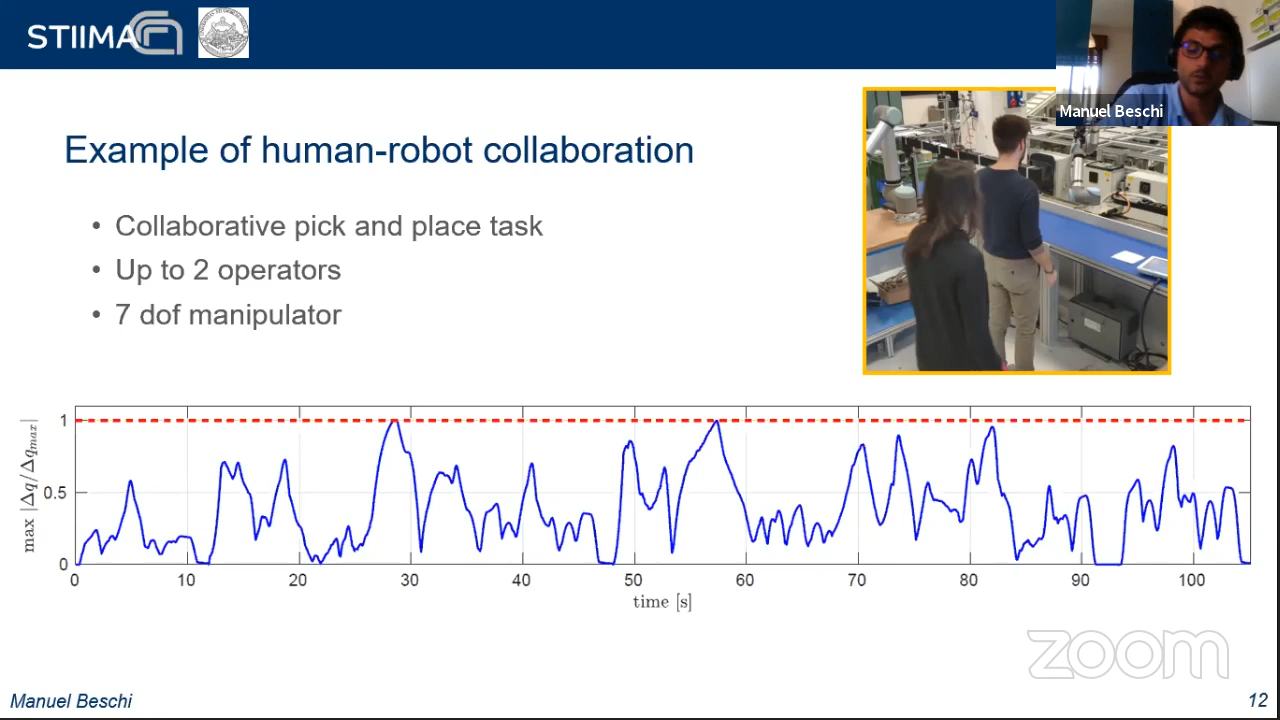 STIIMA
Manuel Beschi
Example of human-robot collaboration
• Collaborative pick and place task
• Up to 2 operators
• 7 dof manipulator
max |Δq/Δq_max|
1
0.5
0
0 10 20 30 40 50 60 70 80 90 100
time [s]
zoom
Manuel Beschi
12